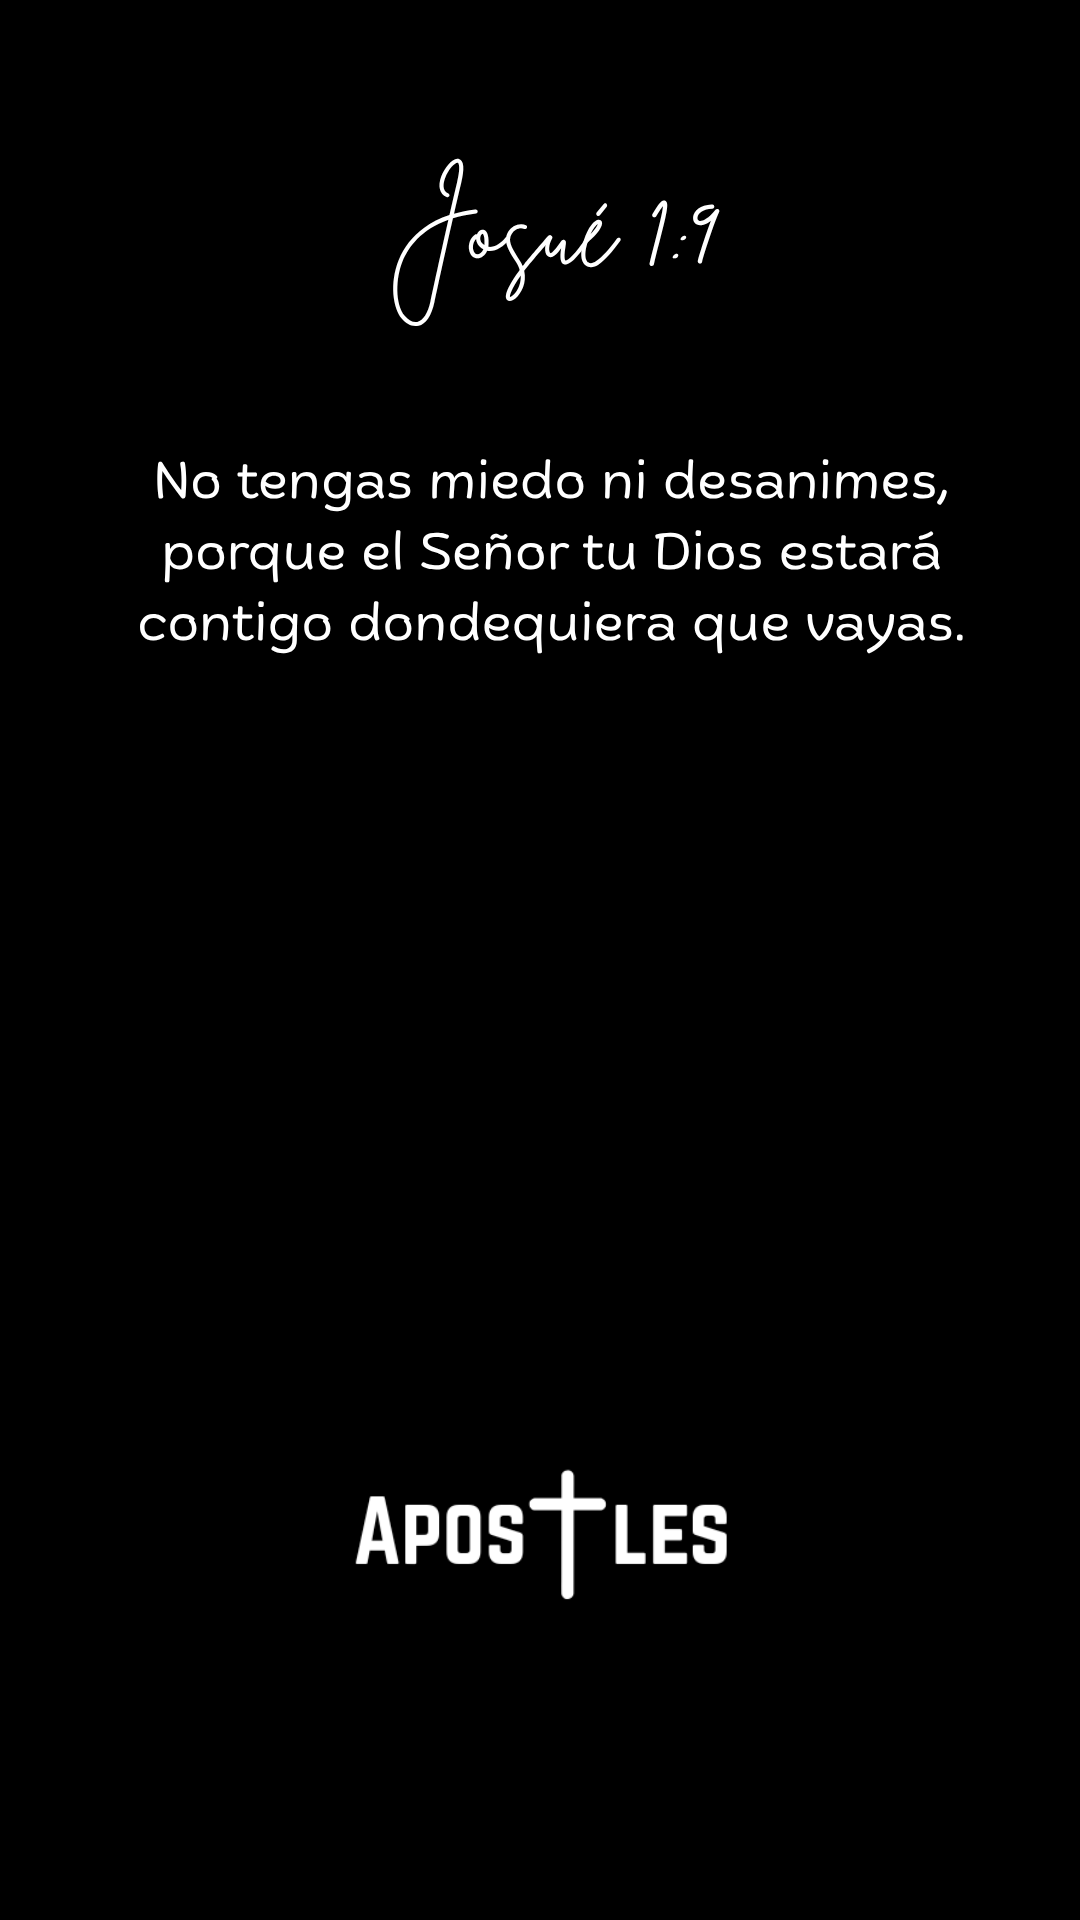 Josué 1:9
No tengas miedo ni desanimes,
porque el Señor tu Dios estará
contigo dondequiera que vayas.
APOSTLES